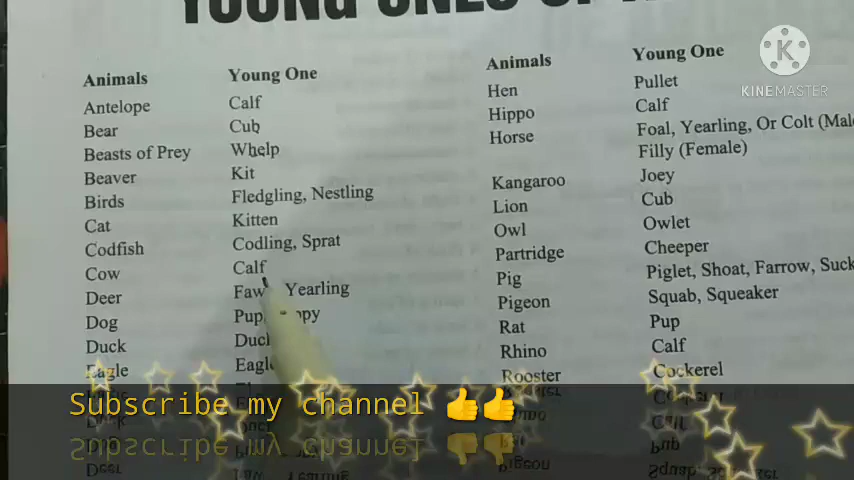 Animals Young One
Antelope Calf
Bear Cub
Beasts of Prey Whelp
Beaver Kit
Birds Fledgling, Nestling
Cat Kitten
Codfish Codling, Sprat
Cow Calf
Deer Yearling
Dog
Duck
Eagle
Animals Young One
Hen Pullet
Hippo Calf
Horse Foal, Yearling, Or Colt
Filly (Female)
Kangaroo Joey
Lion Cub
Owl Owlet
Partridge Cheeper
Pig Piglet, Shoat, Farrow,
Pigeon Squab, Squeaker
Rat Pup
Rhino Calf
Rooster Cockerel
KINEMASTER
Subscribe my channel 👍👍